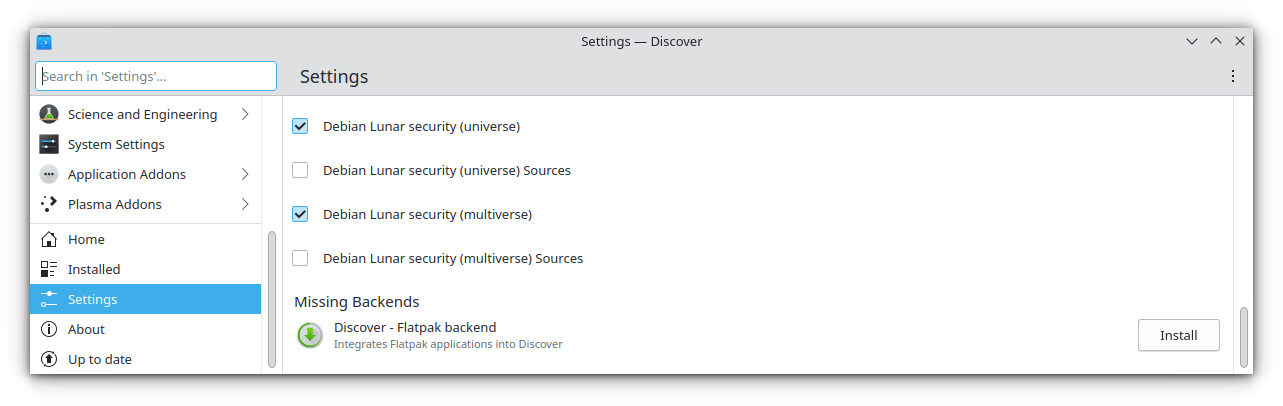 Settings — Discover
Search in 'Settings'...
Settings
Science and Engineering
System Settings
Application Addons
Plasma Addons
Home
Installed
Settings
About
Up to date
Debian Lunar security (universe)
Debian Lunar security (universe) Sources
Debian Lunar security (multiverse)
Debian Lunar security (multiverse) Sources
Missing Backends
Discover - Flatpak backend
Integrates Flatpak applications into Discover
Install